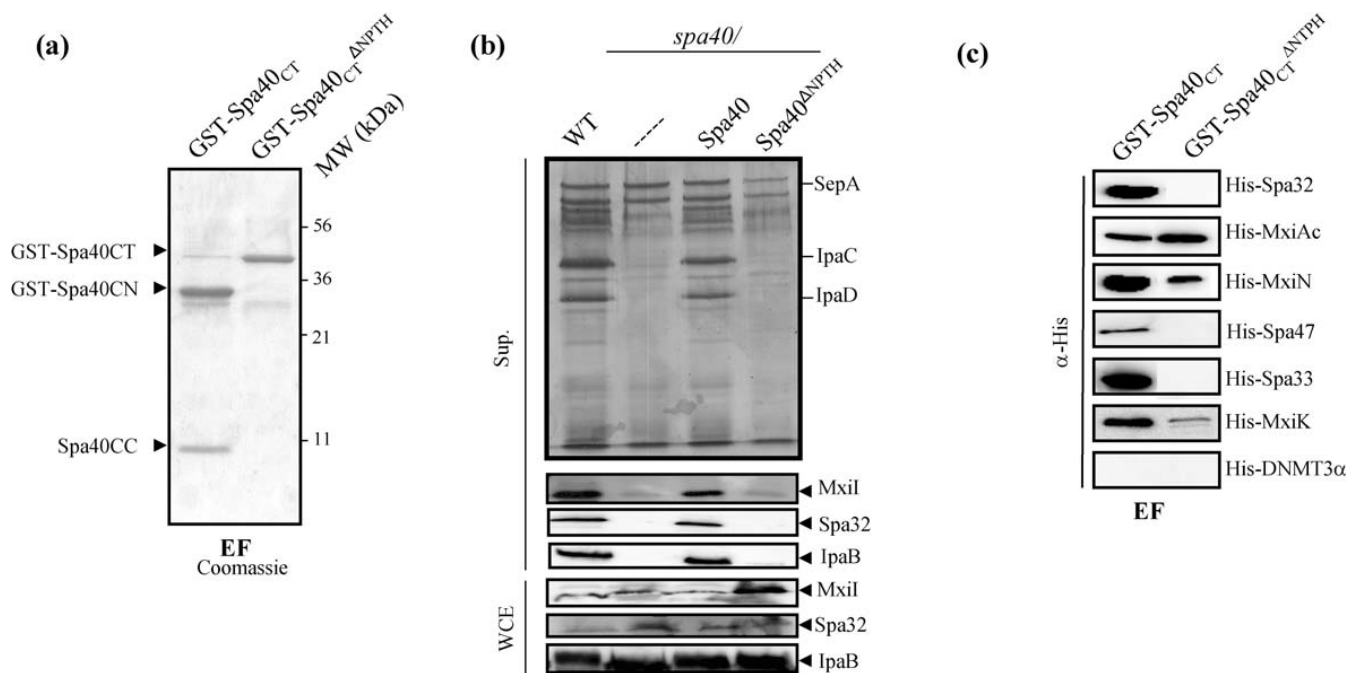 (a)
GST-Spa40CT
GST-Spa40CT ΔNPTH
MW (kDa)
56
36
21
11
GST-Spa40CT
GST-Spa40CN
Spa40CC
EF
Coomassie
(b)
spa40/
WT
-----
Spa40
Spa40ΔNPTH
Sup.
SepA
IpaC
IpaD
MxiI
Spa32
IpaB
WCE
MxiI
Spa32
IpaB
(c)
GST-Spa40CT
GST-Spa40CT ΔNTPH
α-His
His-Spa32
His-MxiAc
His-MxiN
His-Spa47
His-Spa33
His-MxiK
His-DNMT3α
EF